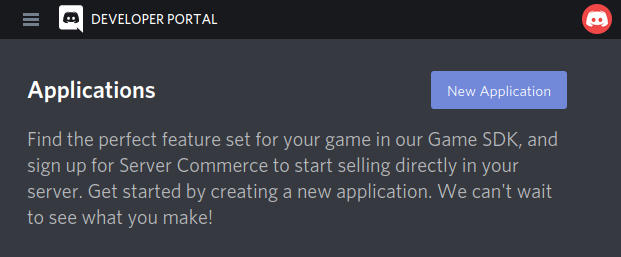 DEVELOPER PORTAL
Applications
New Application
Find the perfect feature set for your game in our Game SDK, and
sign up for Server Commerce to start selling directly in your
server. Get started by creating a new application. We can't wait
to see what you make!